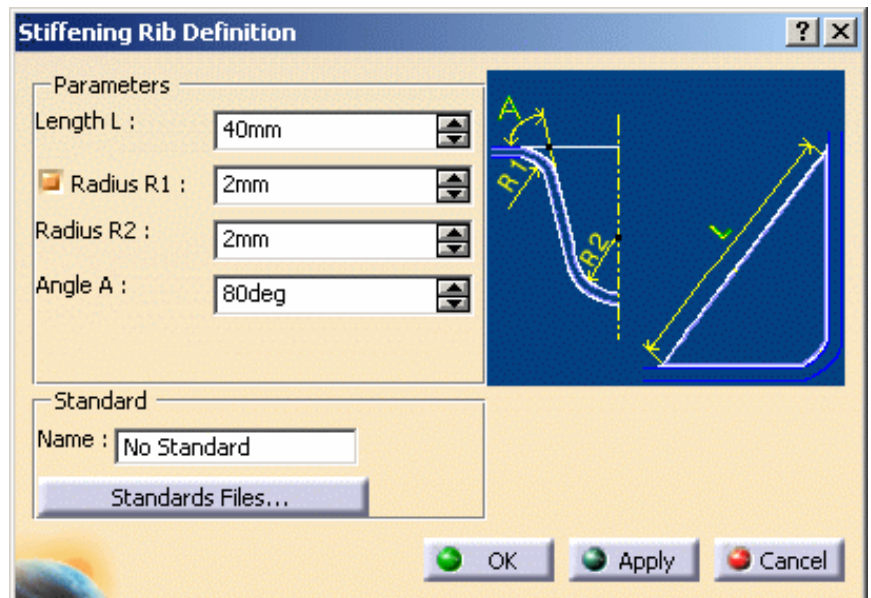 Stiffening Rib Definition
Parameters
Length L :
40mm
Radius R1 :
2mm
Radius R2 :
2mm
Angle A :
80deg
A
R1
R2
L
Standard
Name :
No Standard
Standards Files...
OK
Apply
Cancel